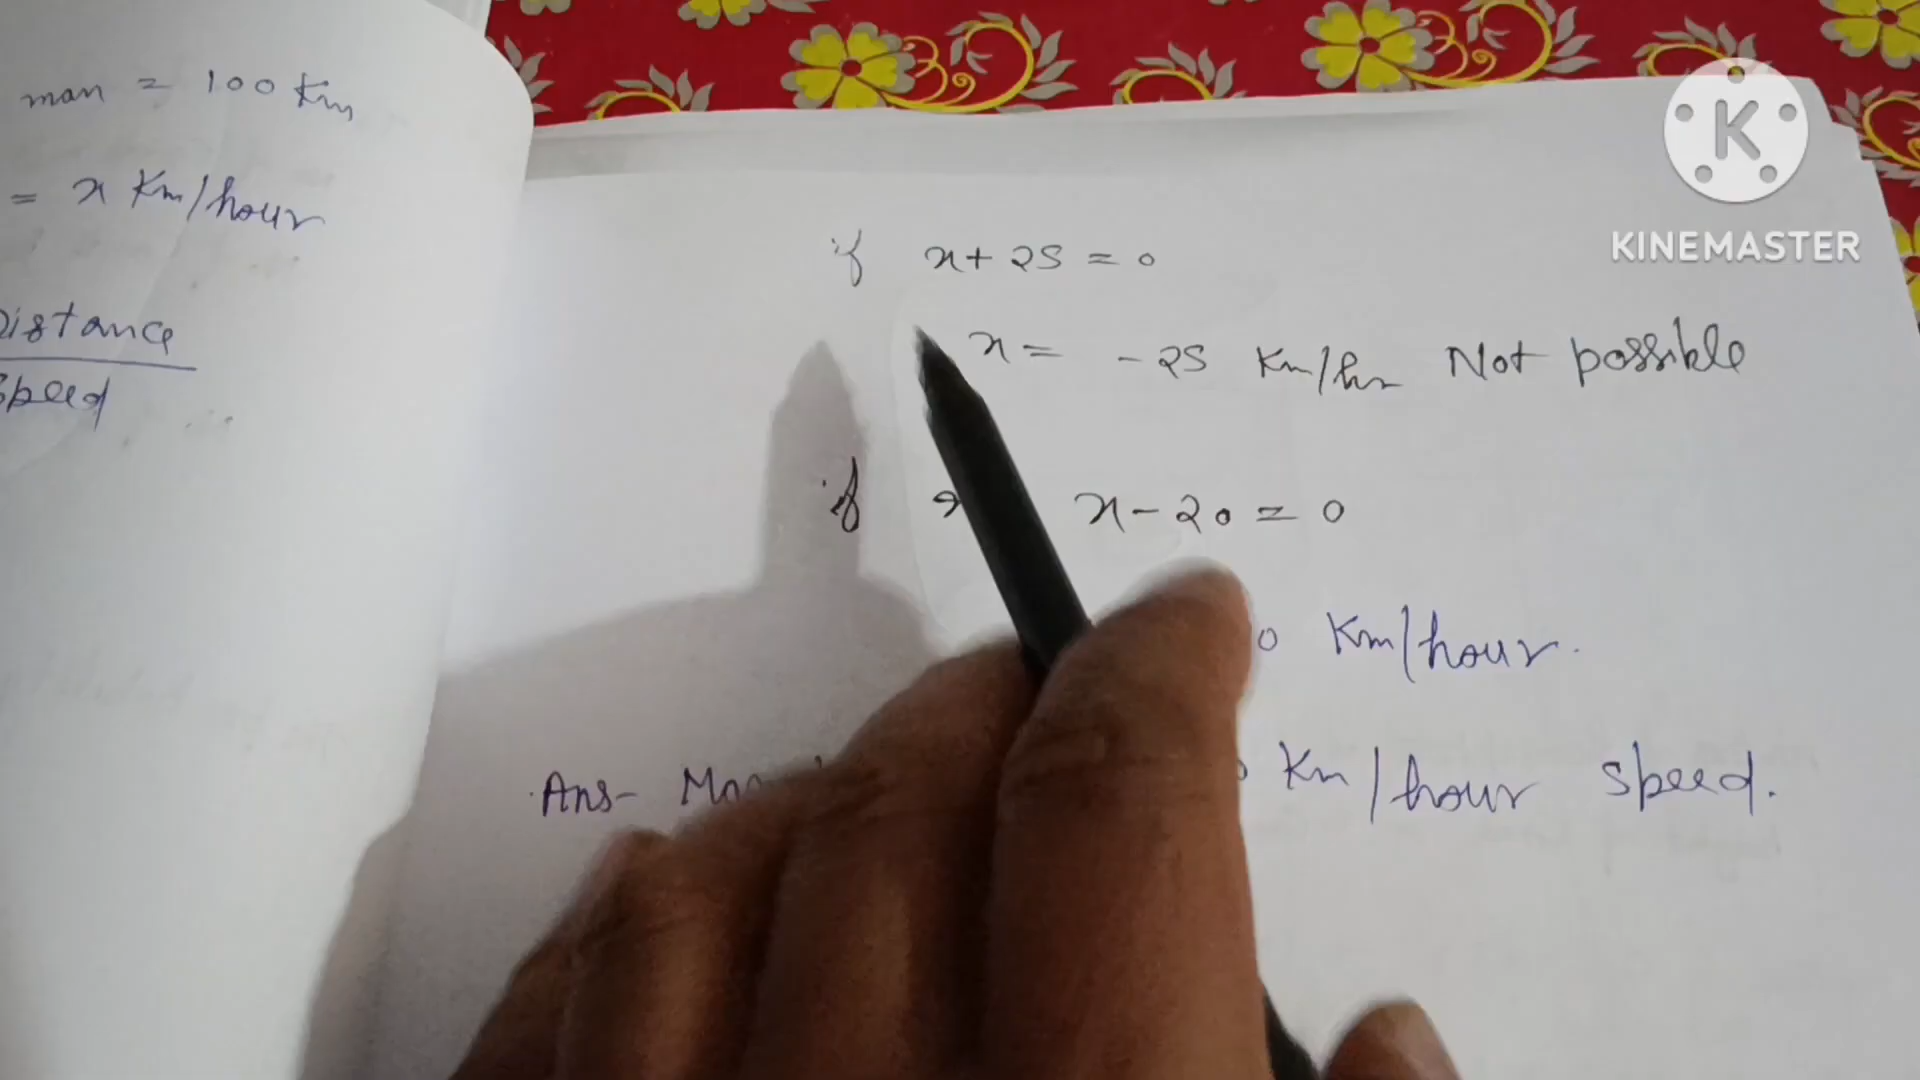 man = 100 Km
= x Km/hour
Distance
Speed
if x + 25 = 0
x = - 25 Km/hr Not possible
if x - 20 = 0
0 Km/hour.
Ans- Km/hour speed.
K
KINEMASTER